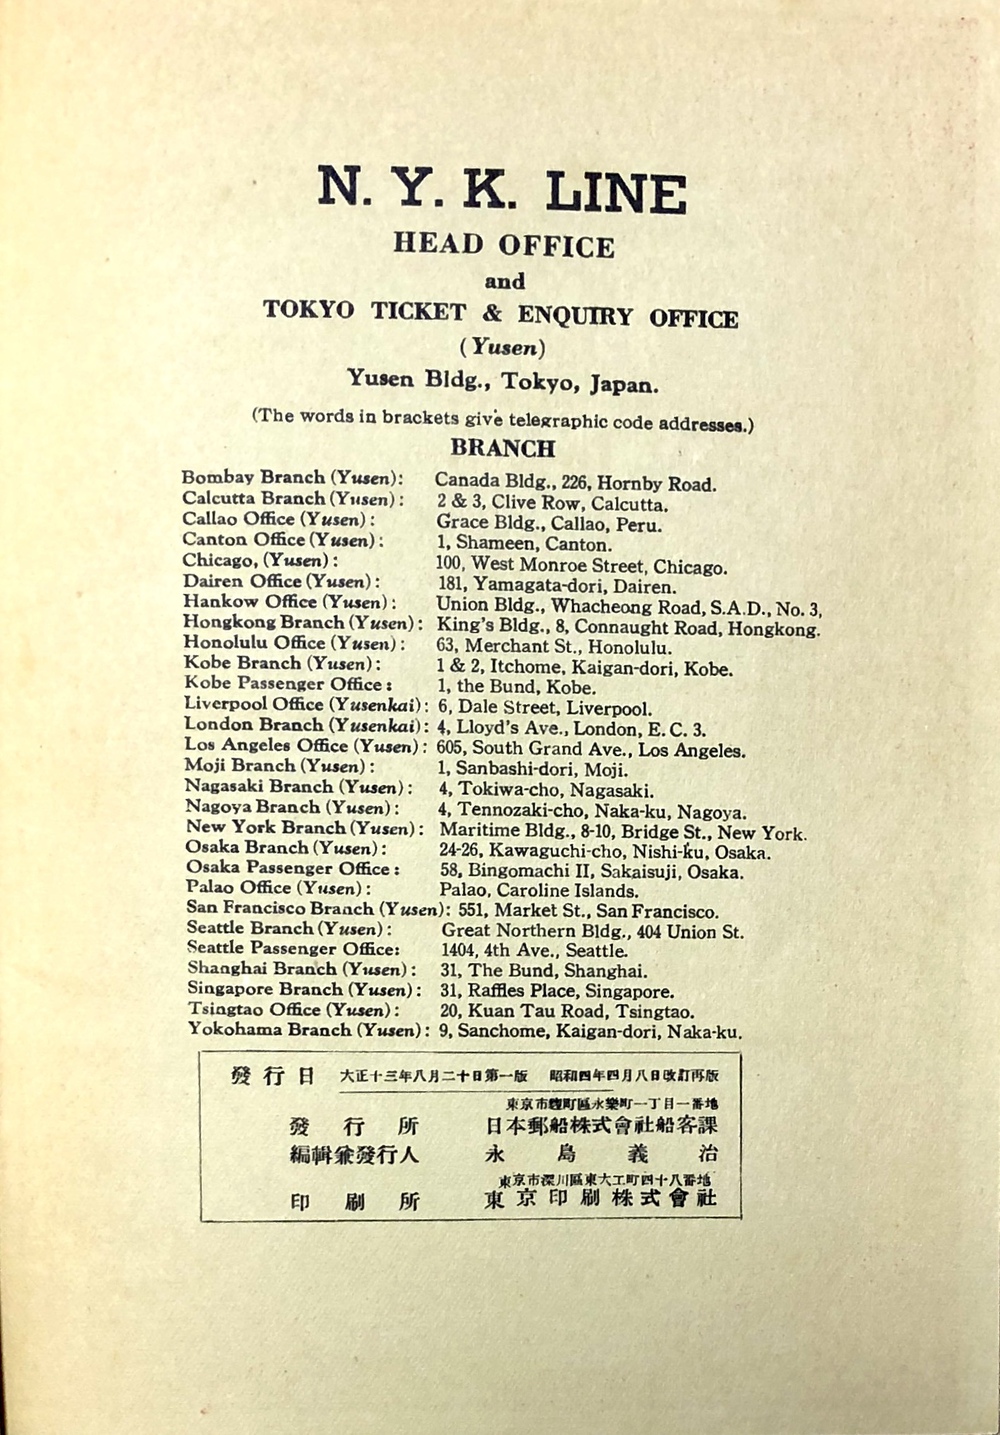 N. Y. K. LINE
HEAD OFFICE
and
TOKYO TICKET & ENQUIRY OFFICE
(Yusen)
Yusen Bldg., Tokyo, Japan.
(The words in brackets give telegraphic code addresses.)
BRANCH
Bombay Branch (Yusen): Canada Bldg., 226, Hornby Road.
Calcutta Branch (Yusen): 2 & 3, Clive Row, Calcutta.
Callao Office (Yusen): Grace Bldg., Callao, Peru.
Canton Office (Yusen): 1, Shameen, Canton.
Chicago, (Yusen): 100, West Monroe Street, Chicago.
Dairen Office (Yusen): 181, Yamagata-dori, Dairen.
Hankow Office (Yusen): Union Bldg., Whacheong Road, S.A.D., No. 3,
Hongkong Branch (Yusen): King's Bldg., 8, Connaught Road, Hongkong.
Honolulu Office (Yusen): 63, Merchant St., Honolulu.
Kobe Branch (Yusen): 1 & 2, Itchome, Kaigan-dori, Kobe.
Kobe Passenger Office: 1, the Bund, Kobe.
Liverpool Office (Yusenkai): 6, Dale Street, Liverpool.
London Branch (Yusenkai): 4, Lloyd's Ave., London, E. C. 3.
Los Angeles Office (Yusen): 605, South Grand Ave., Los Angeles.
Moji Branch (Yusen): 1, Sanbashi-dori, Moji.
Nagasaki Branch (Yusen): 4, Tokiwa-cho, Nagasaki.
Nagoya Branch (Yusen): 4, Tennozaki-cho, Naka-ku, Nagoya.
New York Branch (Yusen): Maritime Bldg., 8-10, Bridge St., New York.
Osaka Branch (Yusen): 24-26, Kawaguchi-cho, Nishi-ku, Osaka.
Osaka Passenger Office: 58, Bingomachi II, Sakaisuji, Osaka.
Palao Office (Yusen): Palao, Caroline Islands.
San Francisco Branch (Yusen): 551, Market St., San Francisco.
Seattle Branch (Yusen): Great Northern Bldg., 404 Union St.
Seattle Passenger Office: 1404, 4th Ave., Seattle.
Shanghai Branch (Yusen): 31, The Bund, Shanghai.
Singapore Branch (Yusen): 31, Raffles Place, Singapore.
Tsingtao Office (Yusen): 20, Kuan Tau Road, Tsingtao.
Yokohama Branch (Yusen): 9, Sanchome, Kaigan-dori, Naka-ku.
發行日 大正十三年八月二十日第一版 昭和四年四月八日改訂再版
東京市麴町區永樂町一丁目一番地
發行所 日本郵船株式會社船客課
編輯兼發行人 永島義治
東京市深川區東大工町四十八番地
印刷所 東京印刷株式會社